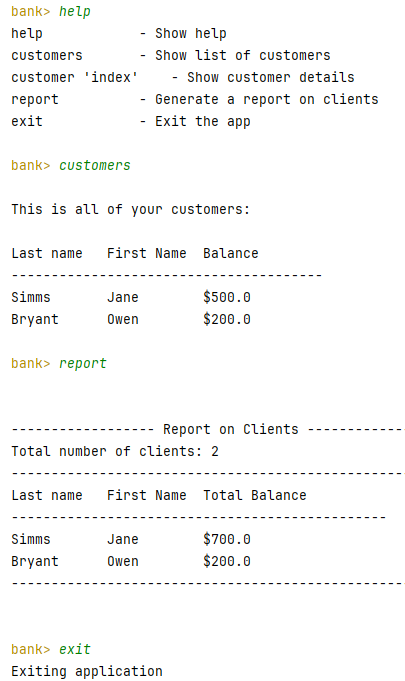 bank> help
help            - Show help
customers       - Show list of customers
customer 'index'    - Show customer details
report          - Generate a report on clients
exit            - Exit the app
bank> customers
This is all of your customers:
Last name   First Name  Balance
---------------------------------------
Simms       Jane        $500.0
Bryant      Owen        $200.0
bank> report
------------------ Report on Clients ------------
Total number of clients: 2
-------------------------------------------------
Last name   First Name  Total Balance
-----------------------------------------------
Simms       Jane        $700.0
Bryant      Owen        $200.0
-------------------------------------------------
bank> exit
Exiting application